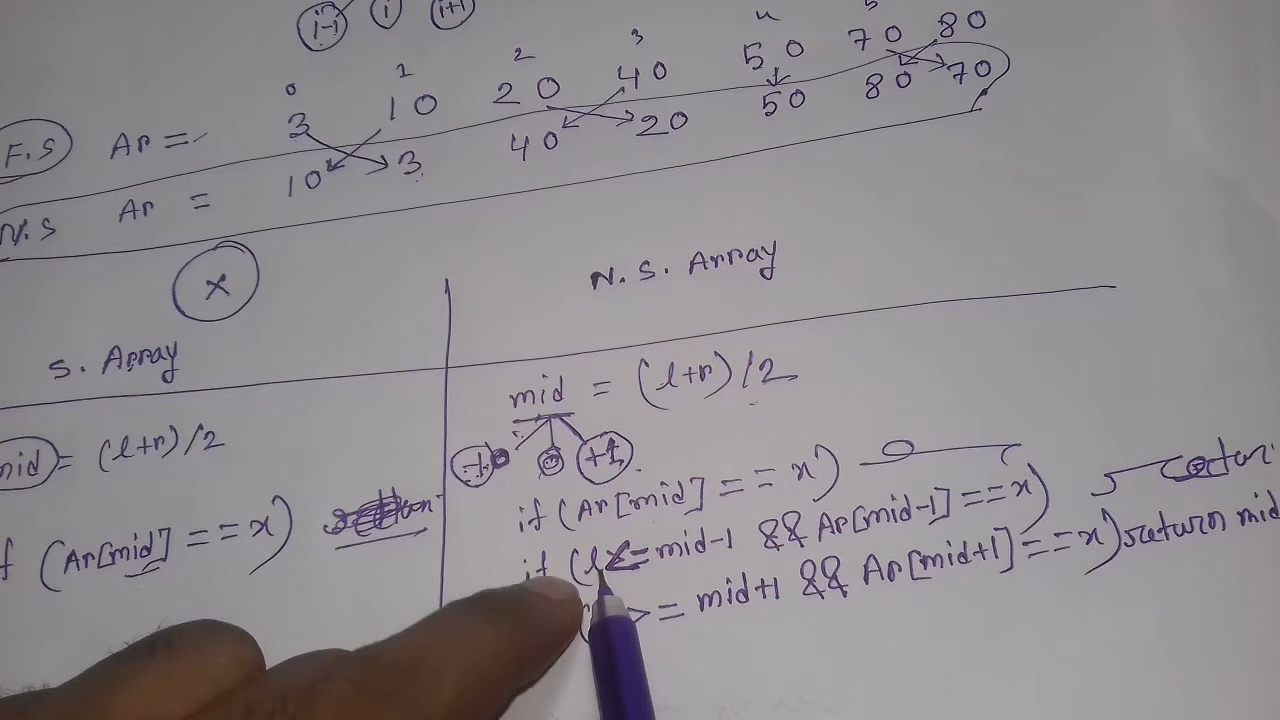 i-1 i i+1
0 1 2 3 4 5
F.S Ar = 3 10 20 40 50 70 80
N.S Ar = 10 3 40 20 50 80 70
x
N. S. Array
S. Array
mid = (l+r)/2
-1 0 +1
mid = (l+r)/2
if (Ar[mid] == x)
if (Ar[mid] == x)
if (l<=mid-1 && Ar[mid-1]==x)
>= mid+1 && Ar[mid+1]==x) return mid